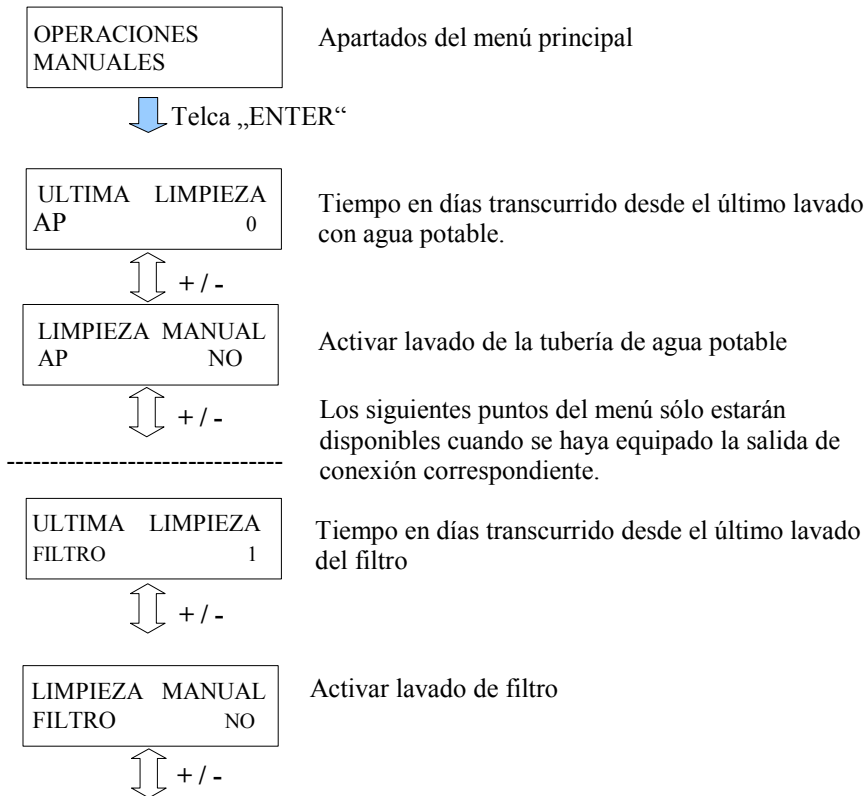 OPERACIONES
MANUALES
Apartados del menú principal
Telca „ENTER“
ULTIMA LIMPIEZA
AP 0
Tiempo en días transcurrido desde el último lavado
con agua potable.
+ / -
LIMPIEZA MANUAL
AP NO
Activar lavado de la tubería de agua potable
+ / -
Los siguientes puntos del menú sólo estarán
disponibles cuando se haya equipado la salida de
conexión correspondiente.
--------------------------------
ULTIMA LIMPIEZA
FILTRO 1
Tiempo en días transcurrido desde el último lavado
del filtro
+ / -
LIMPIEZA MANUAL
FILTRO NO
Activar lavado de filtro
+ / -